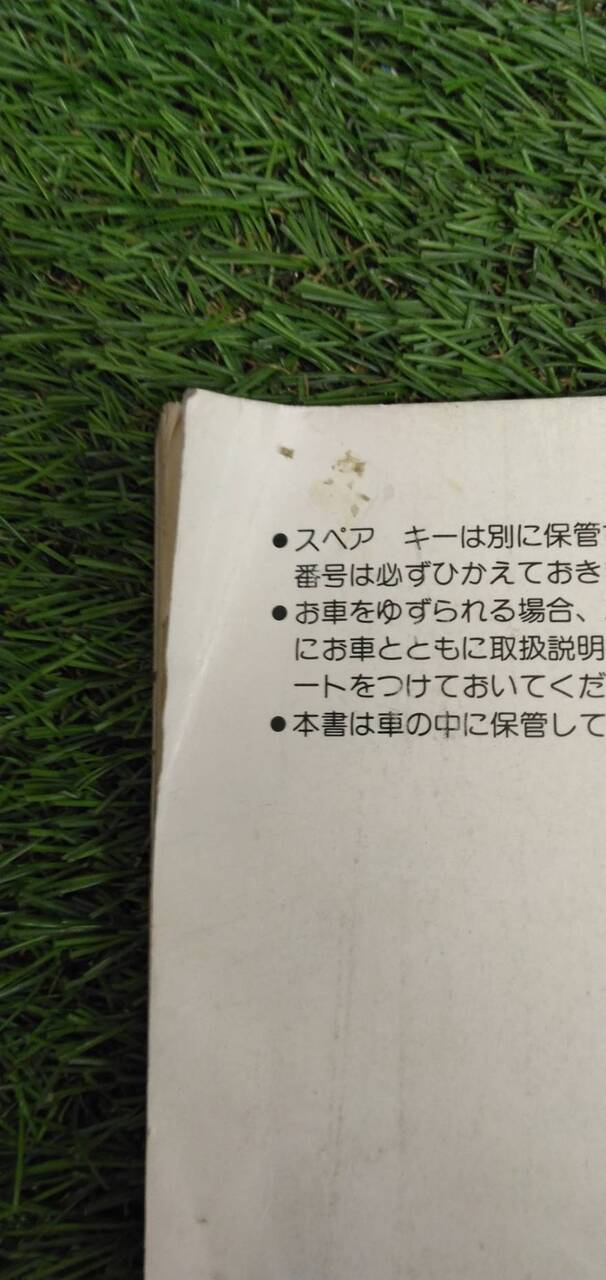 ●スペア　キーは別に保管
番号は必ずひかえておき
●お車をゆずられる場合、
にお車とともに取扱説明
ートをつけておいてくだ
●本書は車の中に保管して